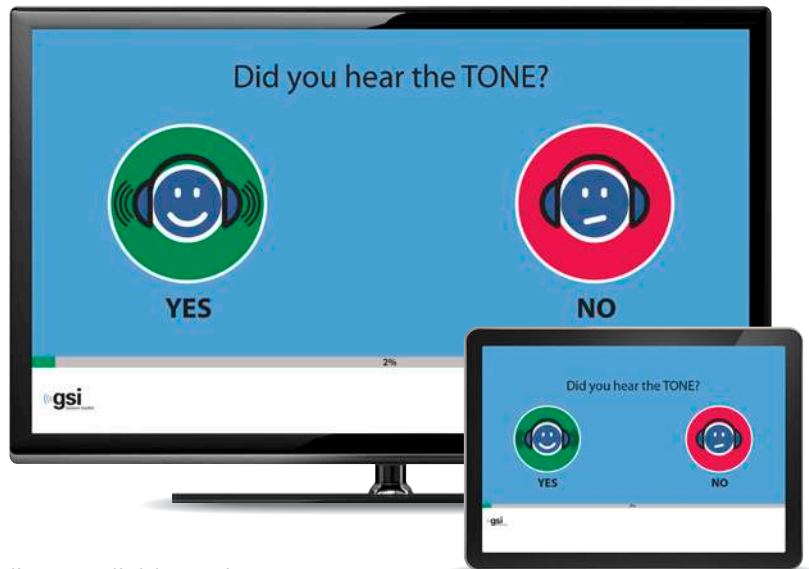 Did you hear the TONE?
YES
NO
2%
gsi
Did you hear the TONE?
YES
NO
gsi